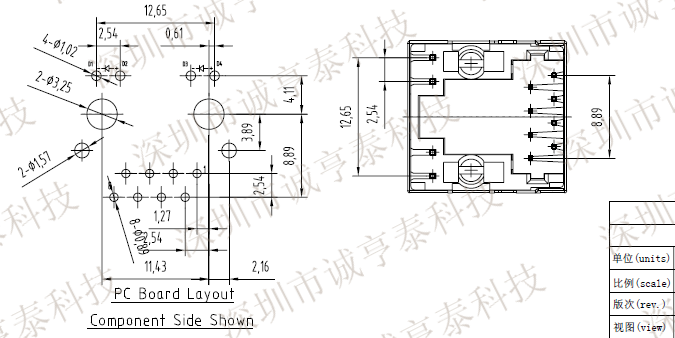 12,65
2,54
0,61
4-Ø1,02
D1
D2
D3
D4
2-Ø3,25
4,11
3,89
8,89
2-Ø1,57
1
8
2,54
1,27
8-Ø0,89
2,54
11,43
2,16
PC Board Layout
Component Side Shown
12,65
2,54
8,89
单位(units)
比例(scale)
版次(rev.)
视图(view)
深圳市诚亨泰科技